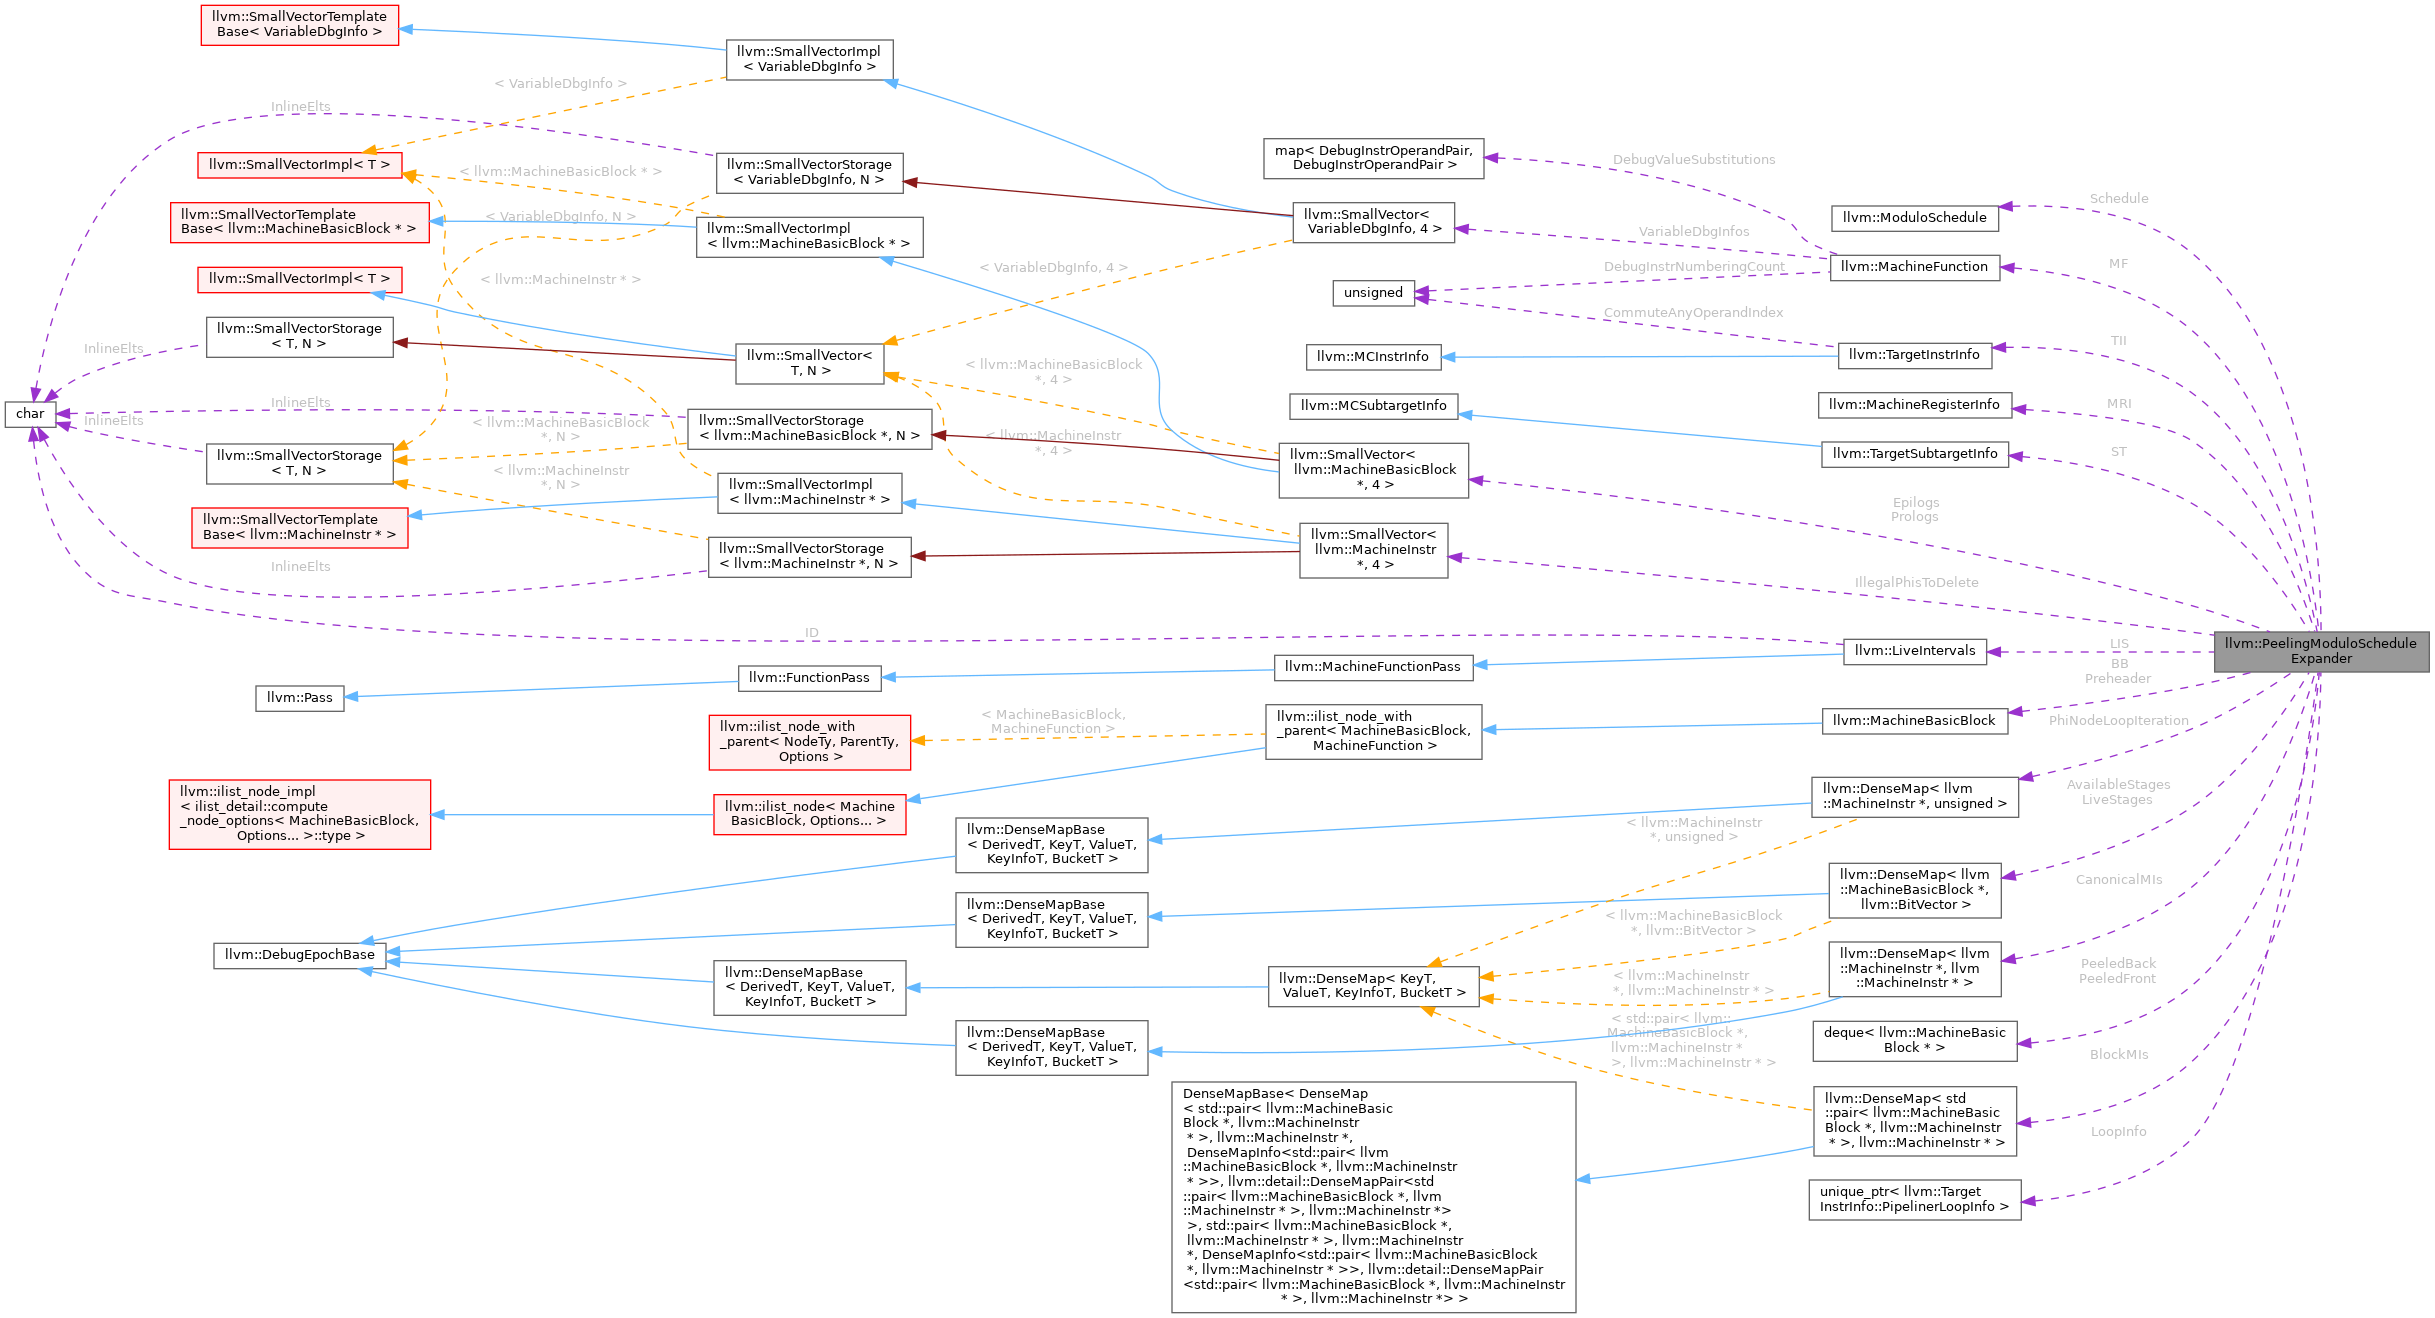 llvm::SmallVectorTemplate
Base< VariableDbgInfo >
llvm::SmallVectorImpl
< VariableDbgInfo >
< VariableDbgInfo >
InlineElts
llvm::SmallVectorImpl< T >
llvm::SmallVectorStorage
< VariableDbgInfo, N >
< llvm::MachineBasicBlock * >
llvm::SmallVectorTemplate
Base< llvm::MachineBasicBlock * >
< VariableDbgInfo, N >
llvm::SmallVectorImpl
< llvm::MachineBasicBlock * >
llvm::SmallVectorImpl< T >
< llvm::MachineInstr * >
llvm::SmallVectorStorage
< T, N >
InlineElts
llvm::SmallVector<
T, N >
char
InlineElts
InlineElts
llvm::SmallVectorStorage
< llvm::MachineBasicBlock *, N >
< llvm::MachineBasicBlock
*, N >
llvm::SmallVectorStorage
< T, N >
< llvm::MachineInstr
*, N >
llvm::SmallVectorImpl
< llvm::MachineInstr * >
llvm::SmallVectorTemplate
Base< llvm::MachineInstr * >
llvm::SmallVectorStorage
< llvm::MachineInstr *, N >
InlineElts
map< DebugInstrOperandPair,
DebugInstrOperandPair >
DebugValueSubstitutions
llvm::SmallVector<
VariableDbgInfo, 4 >
VariableDbgInfos
< VariableDbgInfo, 4 >
unsigned
DebugInstrNumberingCount
CommuteAnyOperandIndex
llvm::MCInstrInfo
< llvm::MachineBasicBlock
*, 4 >
llvm::MCSubtargetInfo
< llvm::MachineInstr
*, 4 >
llvm::SmallVector<
llvm::MachineBasicBlock
*, 4 >
llvm::SmallVector<
llvm::MachineInstr
*, 4 >
llvm::ModuloSchedule
Schedule
llvm::MachineFunction
MF
llvm::TargetInstrInfo
TII
llvm::MachineRegisterInfo
MRI
llvm::TargetSubtargetInfo
ST
Epilogs
Prologs
IllegalPhisToDelete
ID
llvm::LiveIntervals
LIS
llvm::PeelingModuloSchedule
Expander
llvm::Pass
llvm::FunctionPass
llvm::MachineFunctionPass
BB
Preheader
llvm::ilist_node_with
_parent< NodeTy, ParentTy,
Options >
< MachineBasicBlock,
MachineFunction >
llvm::ilist_node_with
_parent< MachineBasicBlock,
MachineFunction >
llvm::MachineBasicBlock
PhiNodeLoopIteration
llvm::ilist_node_impl
< ilist_detail::compute
_node_options< MachineBasicBlock,
Options... >::type >
llvm::ilist_node< Machine
BasicBlock, Options... >
llvm::DenseMap< llvm
::MachineInstr *, unsigned >
AvailableStages
LiveStages
llvm::DenseMapBase
< DerivedT, KeyT, ValueT,
KeyInfoT, BucketT >
< llvm::MachineInstr
*, unsigned >
llvm::DenseMap< llvm
::MachineBasicBlock *,
llvm::BitVector >
CanonicalMIs
llvm::DenseMapBase
< DerivedT, KeyT, ValueT,
KeyInfoT, BucketT >
< llvm::MachineBasicBlock
*, llvm::BitVector >
llvm::DebugEpochBase
llvm::DenseMapBase
< DerivedT, KeyT, ValueT,
KeyInfoT, BucketT >
llvm::DenseMap< KeyT,
ValueT, KeyInfoT, BucketT >
< llvm::MachineInstr
*, llvm::MachineInstr * >
llvm::DenseMap< llvm
::MachineInstr *, llvm
::MachineInstr * >
PeeledBack
PeeledFront
llvm::DenseMapBase
< DerivedT, KeyT, ValueT,
KeyInfoT, BucketT >
< std::pair< llvm::
MachineBasicBlock *,
llvm::MachineInstr *
>, llvm::MachineInstr * >
deque< llvm::MachineBasic
Block * >
BlockMIs
DenseMapBase< DenseMap
< std::pair< llvm::MachineBasic
Block *, llvm::MachineInstr
* >, llvm::MachineInstr *,
DenseMapInfo<std::pair< llvm
::MachineBasicBlock *, llvm::MachineInstr
* >>, llvm::detail::DenseMapPair<std
::pair< llvm::MachineBasicBlock *, llvm
::MachineInstr * >, llvm::MachineInstr *>
>, std::pair< llvm::MachineBasicBlock *,
llvm::MachineInstr * >, llvm::MachineInstr
*, DenseMapInfo<std::pair< llvm::MachineBasicBlock
*, llvm::MachineInstr * >>, llvm::detail::DenseMapPair
<std::pair< llvm::MachineBasicBlock *, llvm::MachineInstr
* >, llvm::MachineInstr *> >
llvm::DenseMap< std
::pair< llvm::MachineBasic
Block *, llvm::MachineInstr
* >, llvm::MachineInstr * >
LoopInfo
unique_ptr< llvm::Target
InstrInfo::PipelinerLoopInfo >